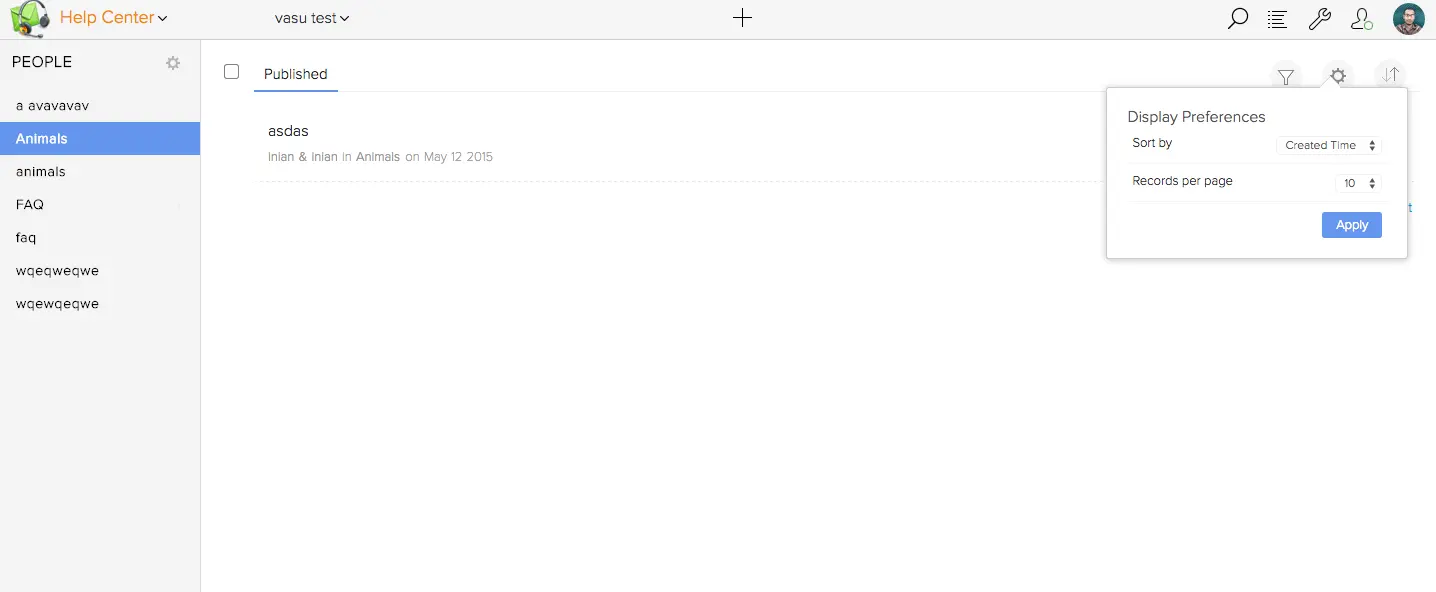 Help Center
vasu test
PEOPLE
a avavavav
Animals
animals
FAQ
faq
wqeqweqwe
wqewqeqwe
Published
asdas
Inian & Inian in Animals on May 12 2015
Display Preferences
Sort by Created Time
Records per page 10
Apply
t